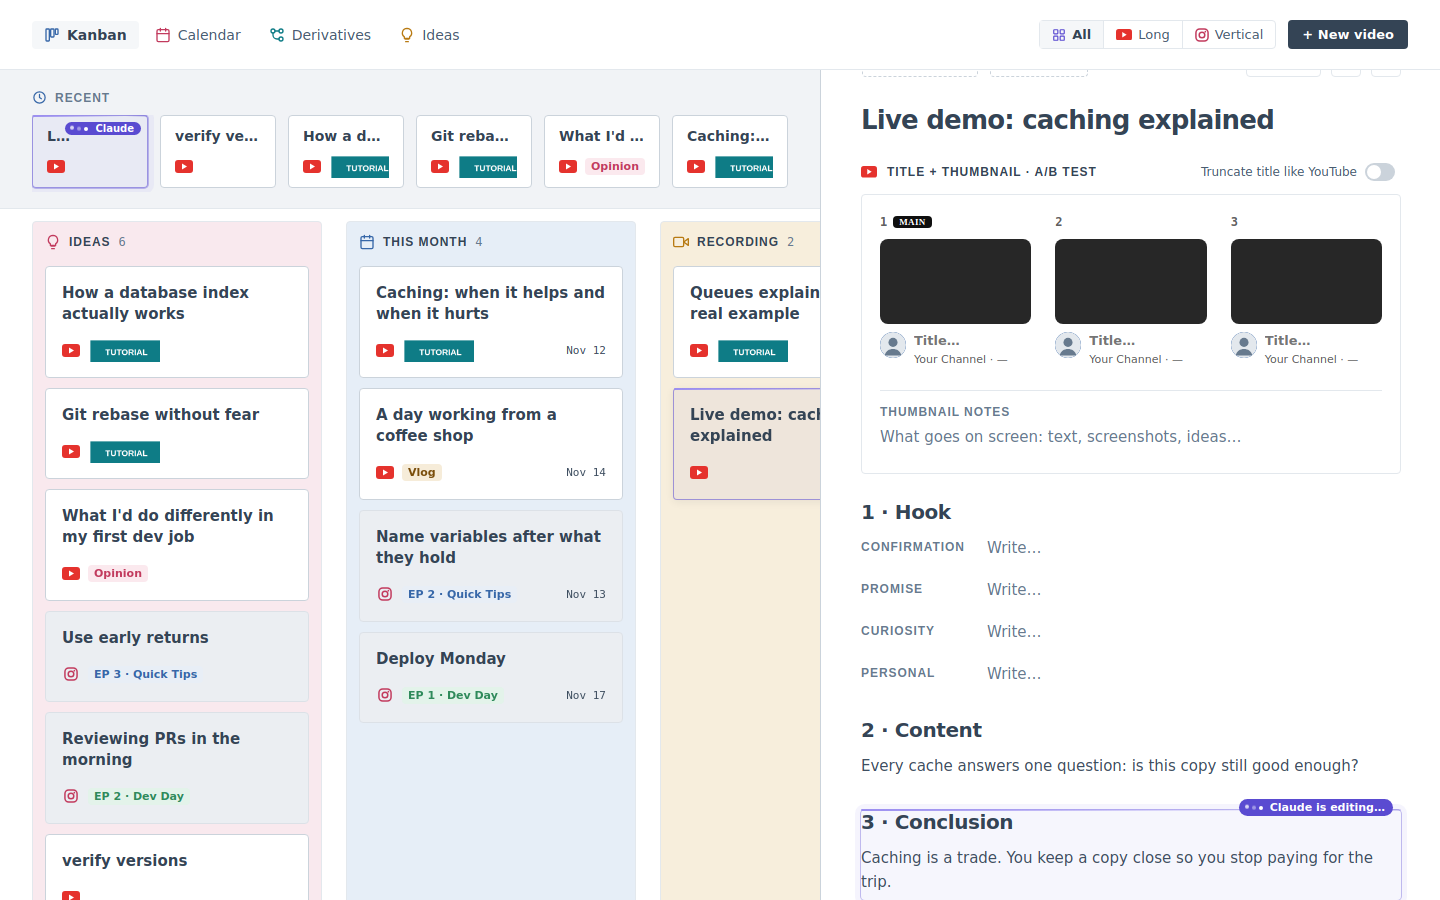 Kanban
Calendar
Derivatives
Ideas
All
Long
Vertical
+ New video
RECENT
L...
Claude
verify ve...
How a d...
TUTORIAL
Git reba...
TUTORIAL
What I'd ...
Opinion
Caching:...
TUTORIAL
IDEAS 6
How a database index
actually works
TUTORIAL
Git rebase without fear
TUTORIAL
What I'd do differently in
my first dev job
Opinion
Use early returns
EP 3 · Quick Tips
Reviewing PRs in the
morning
EP 2 · Dev Day
verify versions
THIS MONTH 4
Caching: when it helps and
when it hurts
TUTORIAL
Nov 12
A day working from a
coffee shop
Vlog
Nov 14
Name variables after what
they hold
EP 2 · Quick Tips
Nov 13
Deploy Monday
EP 1 · Dev Day
Nov 17
RECORDING 2
Queues explain
real example
TUTORIAL
Live demo: cach
explained
Live demo: caching explained
TITLE + THUMBNAIL · A/B TEST
Truncate title like YouTube
1 MAIN
Title...
Your Channel · —
2
Title...
Your Channel · —
3
Title...
Your Channel · —
THUMBNAIL NOTES
What goes on screen: text, screenshots, ideas...
1 · Hook
CONFIRMATION Write...
PROMISE Write...
CURIOSITY Write...
PERSONAL Write...
2 · Content
Every cache answers one question: is this copy still good enough?
Claude is editing...
3 · Conclusion
Caching is a trade. You keep a copy close so you stop paying for the
trip.